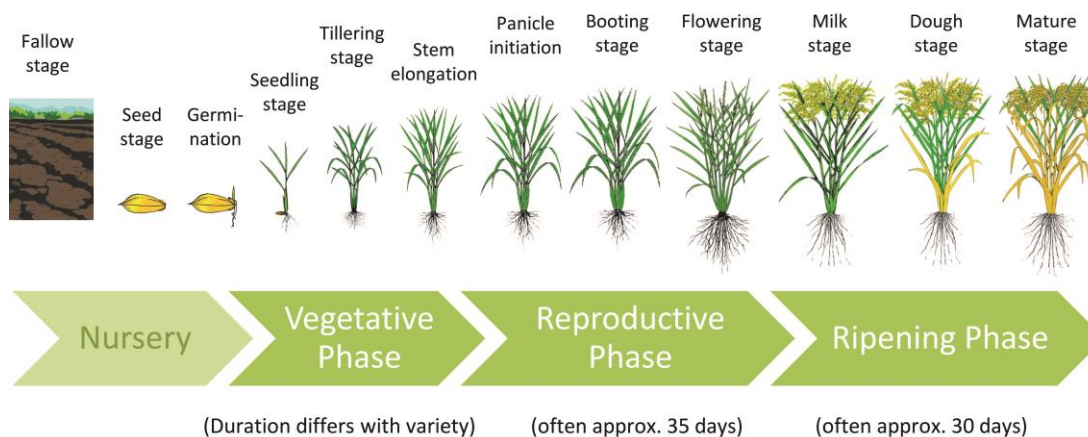 Fallow
stage
Seed
stage
Germi-
nation
Seedling
stage
Tillering
stage
Stem
elongation
Panicle
initiation
Booting
stage
Flowering
stage
Milk
stage
Dough
stage
Mature
stage
Nursery
Vegetative
Phase
Reproductive
Phase
Ripening Phase
(Duration differs with variety)
(often approx. 35 days)
(often approx. 30 days)